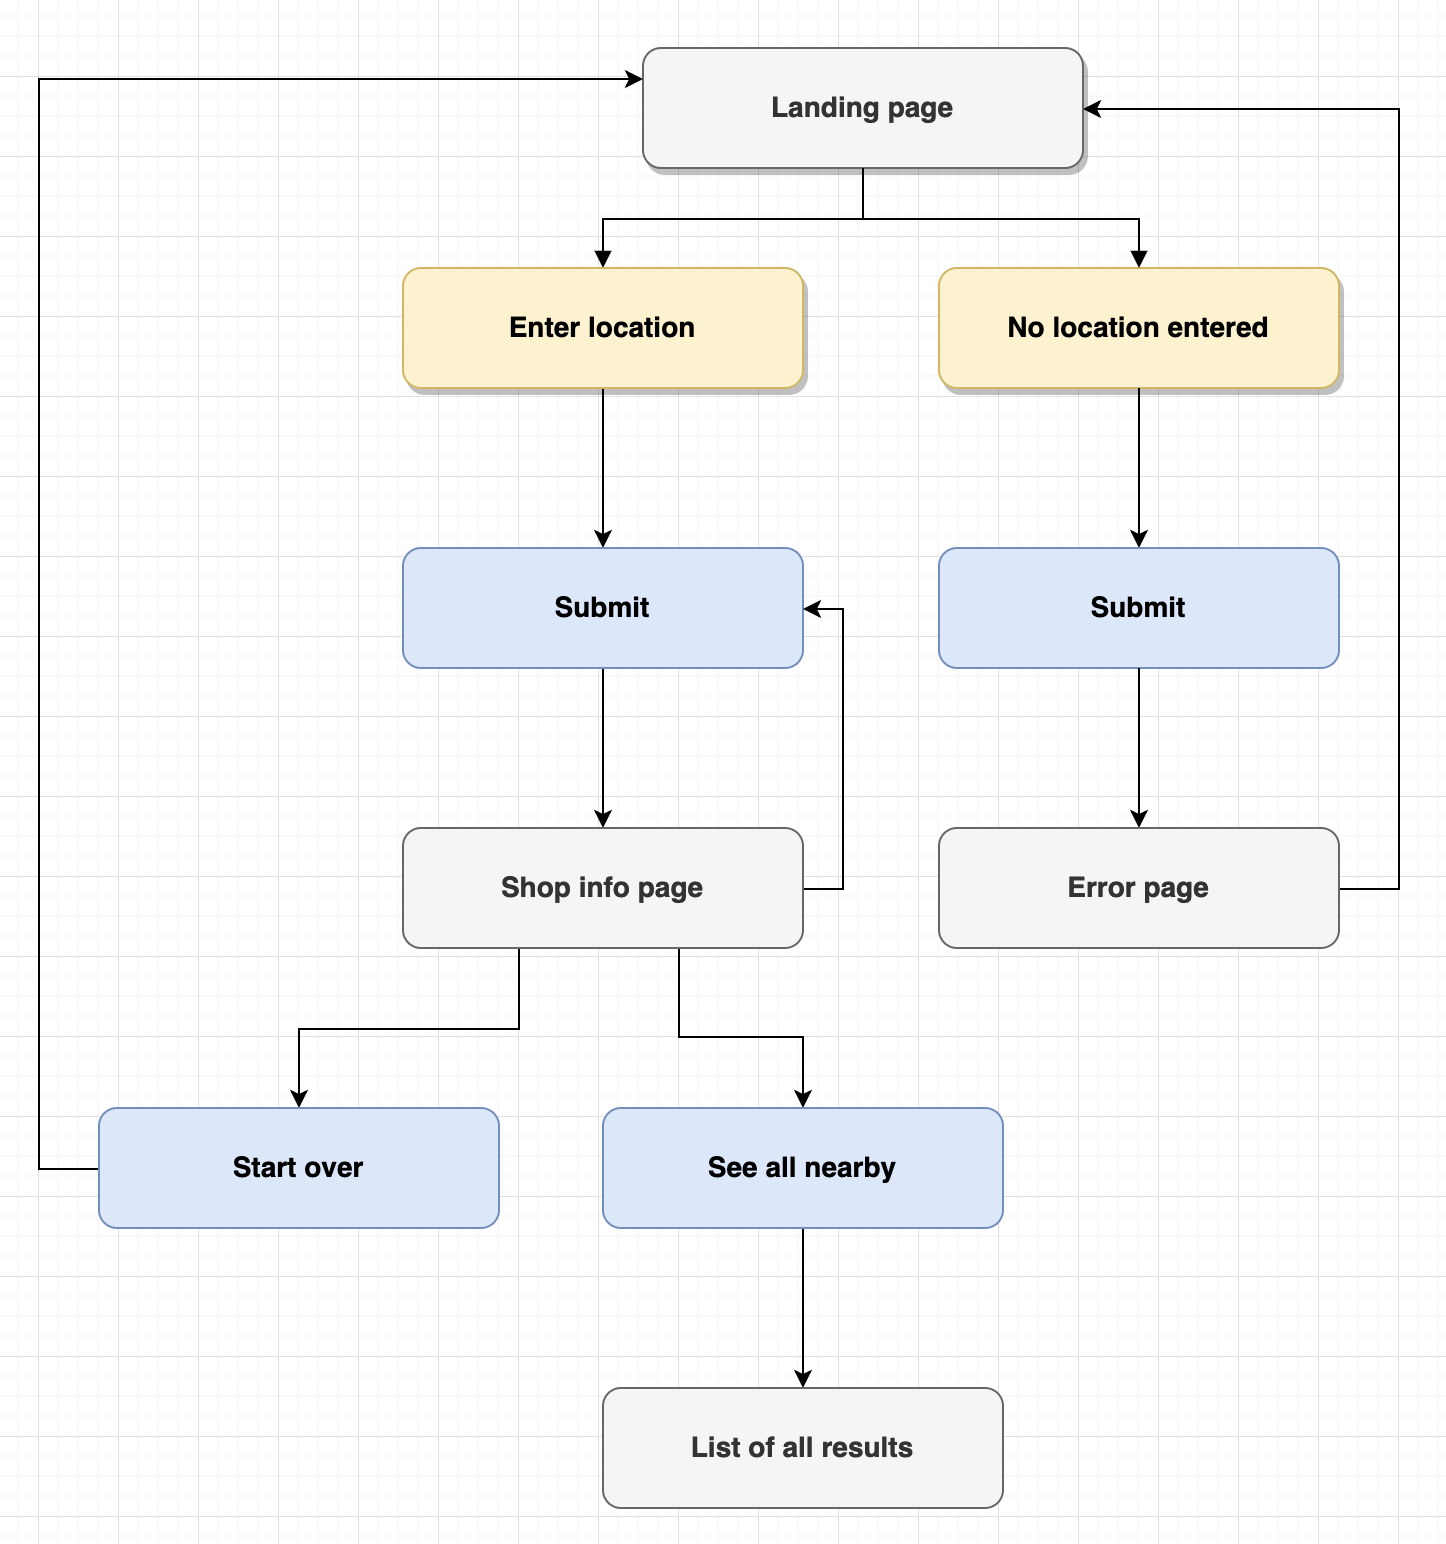 Landing page
Enter location
No location entered
Submit
Submit
Shop info page
Error page
Start over
See all nearby
List of all results